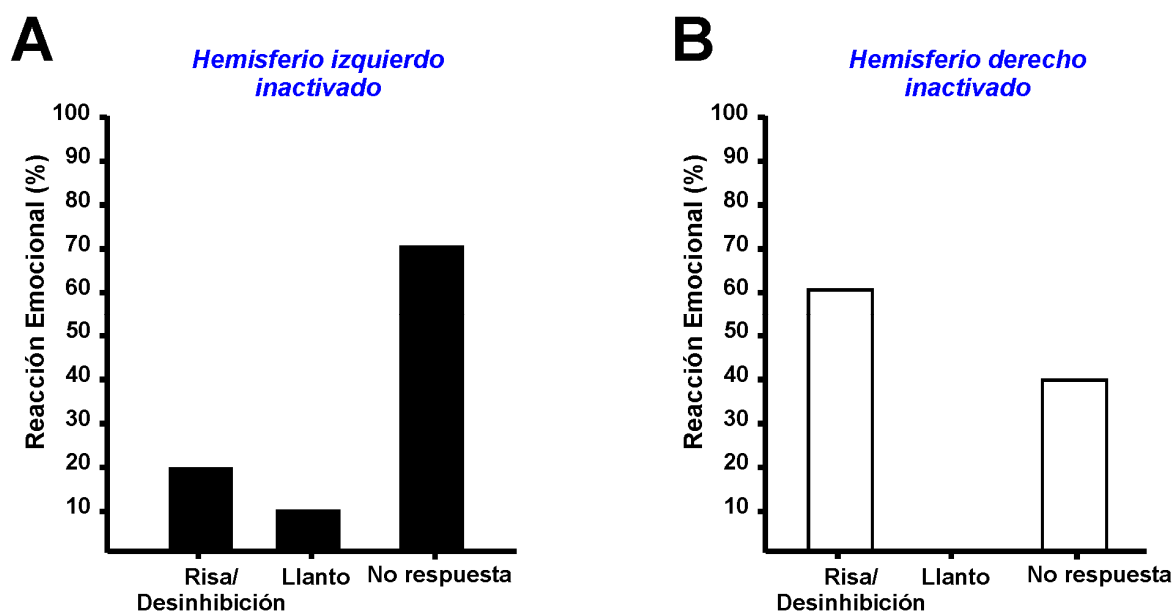 A
Hemisferio izquierdo
inactivado
Reacción Emocional (%)
100
90
80
70
60
50
40
30
20
10
Risa/
Desinhibición
Llanto
No respuesta
B
Hemisferio derecho
inactivado
Reacción Emocional (%)
100
90
80
70
60
50
40
30
20
10
Risa/
Desinhibición
Llanto
No respuesta